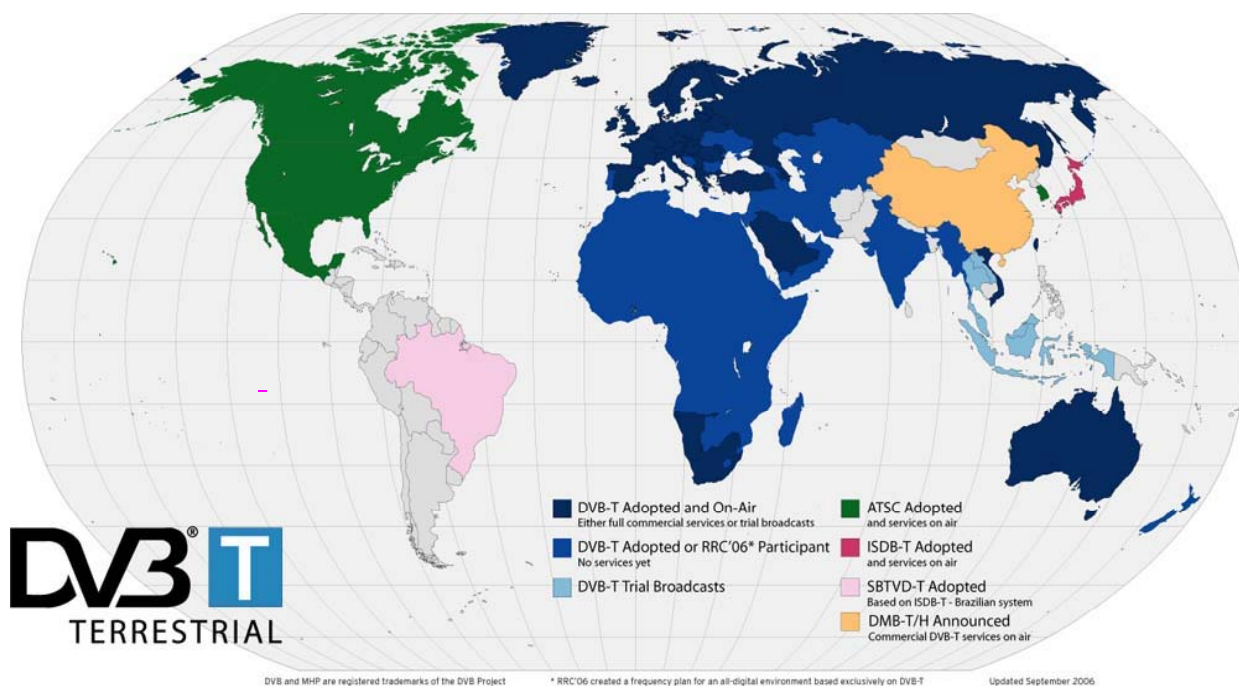 DVB-T Adopted and On-Air
Either full commercial services or trial broadcasts
DVB-T Adopted or RRC'06* Participant
No services yet
DVB-T Trial Broadcasts
ATSC Adopted
and services on air
ISDB-T Adopted
and services on air
SBTVD-T Adopted
Based on ISDB-T - Brazilian system
DMB-T/H Announced
Commercial DVB-T services on air
DVB® T
TERRESTRIAL
DVB and MHP are registered trademarks of the DVB Project
* RRC'06 created a frequency plan for an all-digital environment based exclusively on DVB-T
Updated September 2006